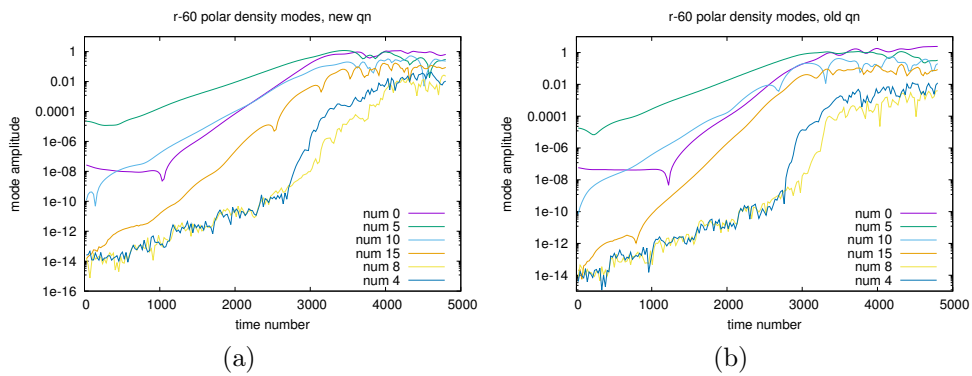 r-60 polar density modes, new qn
mode amplitude
1
0.01
0.0001
1e-06
1e-08
1e-10
1e-12
1e-14
1e-16
0 1000 2000 3000 4000 5000
time number
num 0
num 5
num 10
num 15
num 8
num 4
(a)
r-60 polar density modes, old qn
mode amplitude
1
0.01
0.0001
1e-06
1e-08
1e-10
1e-12
1e-14
0 1000 2000 3000 4000 5000
time number
num 0
num 5
num 10
num 15
num 8
num 4
(b)